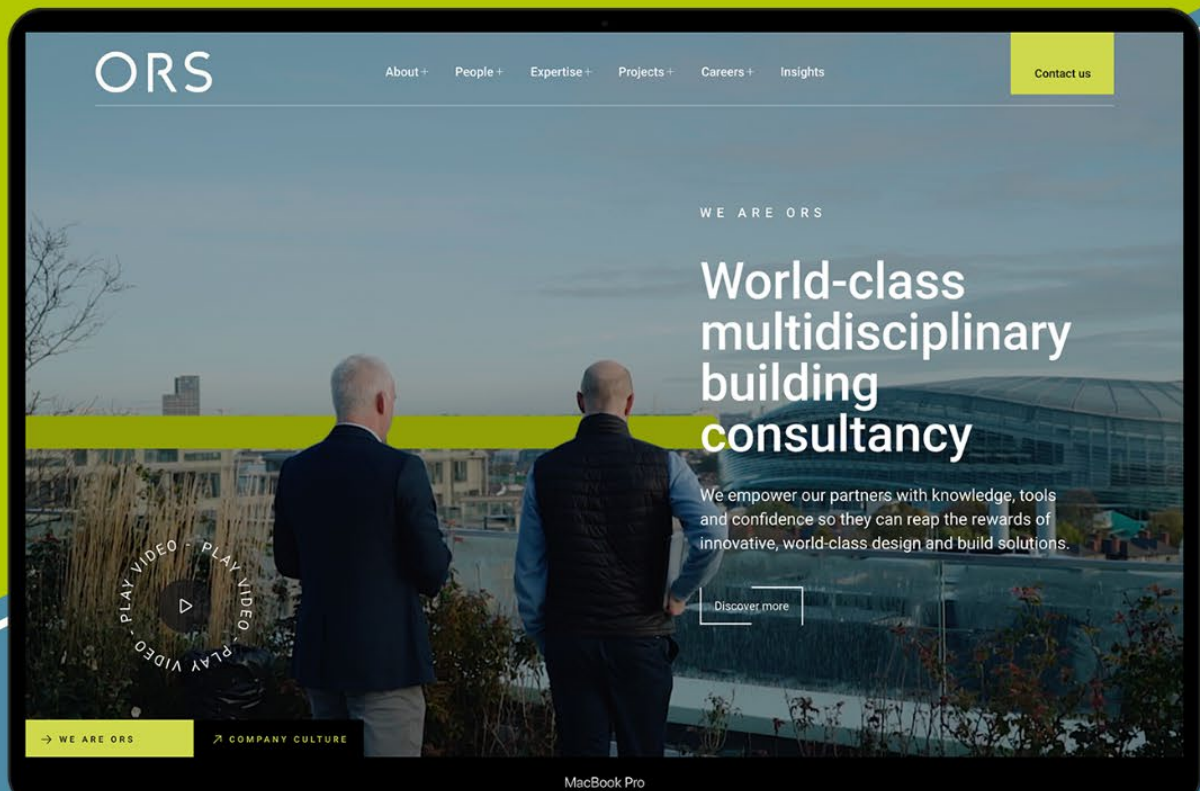 ORS
About +
People +
Expertise +
Projects +
Careers +
Insights
Contact us
WE ARE ORS
World-class
multidisciplinary
building
consultancy
We empower our partners with knowledge, tools
and confidence so they can reap the rewards of
innovative, world-class design and build solutions.
Discover more
PLAY VIDEO - PLAY VIDEO - PLAY VIDEO -
→ WE ARE ORS
↗ COMPANY CULTURE
MacBook Pro